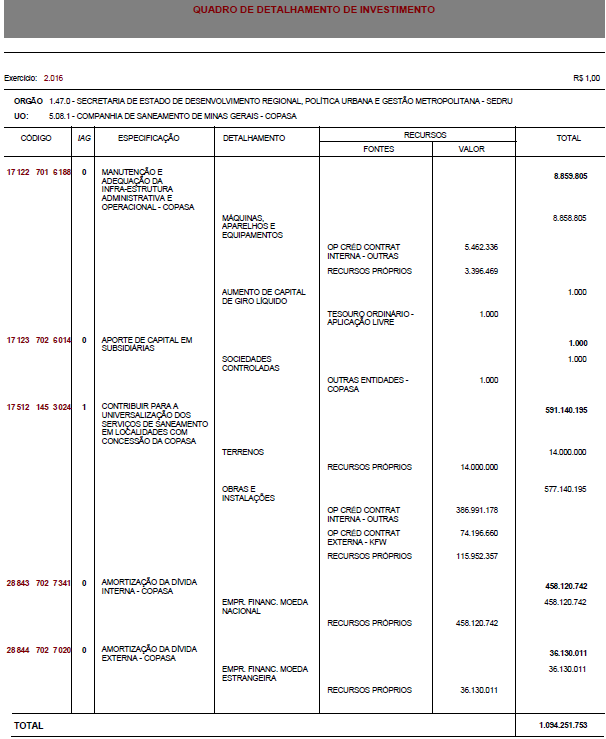 QUADRO DE DETALHAMENTO DE INVESTIMENTO
Exercício: 2.016 R$ 1,00
ORGÃO 1.47.0 - SECRETARIA DE ESTADO DE DESENVOLVIMENTO REGIONAL, POLÍTICA URBANA E GESTÃO METROPOLITANA - SEDRU
UO: 5.08.1 - COMPANHIA DE SANEAMENTO DE MINAS GERAIS - COPASA
CÓDIGO IAG ESPECIFICAÇÃO DETALHAMENTO RECURSOS TOTAL
FONTES VALOR
17 122 701 6 188 0 MANUTENÇÃO E 8.859.805
ADEQUAÇÃO DA
INFRA-ESTRUTURA
ADMINISTRATIVA E
OPERACIONAL - COPASA
MÁQUINAS, 8.858.805
APARELHOS E
EQUIPAMENTOS
OP CRÉD CONTRAT 5.462.336
INTERNA - OUTRAS
RECURSOS PRÓPRIOS 3.396.469
AUMENTO DE CAPITAL 1.000
DE GIRO LÍQUIDO
TESOURO ORDINÁRIO - 1.000
APLICAÇÃO LIVRE
17 123 702 6 014 0 APORTE DE CAPITAL EM 1.000
SUBSIDIÁRIAS
SOCIEDADES 1.000
CONTROLADAS
OUTRAS ENTIDADES - 1.000
COPASA
17 512 145 3 024 1 CONTRIBUIR PARA A 591.140.195
UNIVERSALIZAÇÃO DOS
SERVIÇOS DE SANEAMENTO
EM LOCALIDADES COM
CONCESSÃO DA COPASA
TERRENOS 14.000.000
RECURSOS PRÓPRIOS 14.000.000
OBRAS E 577.140.195
INSTALAÇÕES
OP CRÉD CONTRAT 386.991.178
INTERNA - OUTRAS
OP CRÉD CONTRAT 74.196.660
EXTERNA - KFW
RECURSOS PRÓPRIOS 115.952.357
28 843 702 7 341 0 AMORTIZAÇÃO DA DÍVIDA 458.120.742
INTERNA - COPASA
EMPR. FINANC. MOEDA 458.120.742
NACIONAL
RECURSOS PRÓPRIOS 458.120.742
28 844 702 7 020 0 AMORTIZAÇÃO DA DÍVIDA 36.130.011
EXTERNA - COPASA
EMPR. FINANC. MOEDA 36.130.011
ESTRANGEIRA
RECURSOS PRÓPRIOS 36.130.011
TOTAL 1.094.251.753